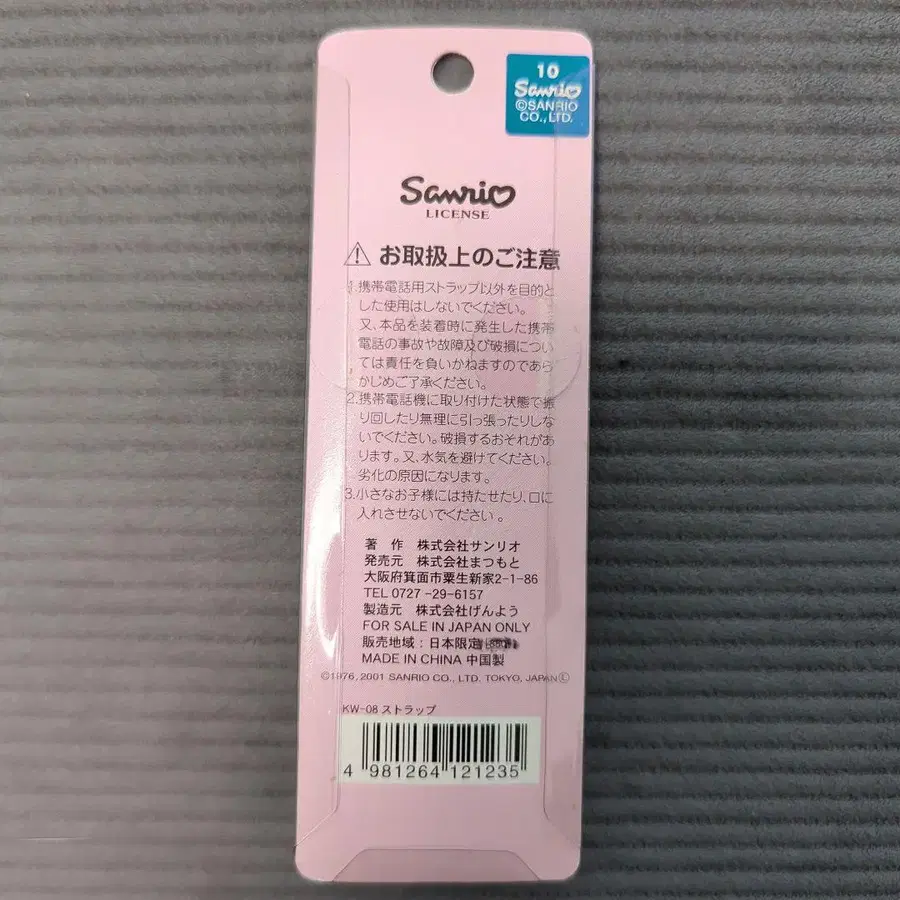 10
Sanrio
©SANRIO
CO., LTD.
Sanrio
LICENSE
お取扱上のご注意
1.携帯電話用ストラップ以外を目的と
した使用はしないでください。
又、本品を装着時に発生した携帯
電話の事故や故障及び破損につい
ては責任を負いかねますのであら
かじめご了承ください。
2.携帯電話機に取り付けた状態で振
り回したり無理に引っ張ったりしな
いでください。破損するおそれがあ
ります。又、水気を避けてください。
劣化の原因になります。
3.小さなお子様には持たせたり、口に
入れさせないでください。
著 作 株式会社サンリオ
発売元 株式会社まつもと
大阪府箕面市粟生新家2-1-86
TEL 0727-29-6157
製造元 株式会社げんよう
FOR SALE IN JAPAN ONLY
販売地域：日本限定
MADE IN CHINA 中国製
©1976, 2001 SANRIO CO., LTD. TOKYO, JAPAN Ⓛ
KW-08 ストラップ
4 981264 121235